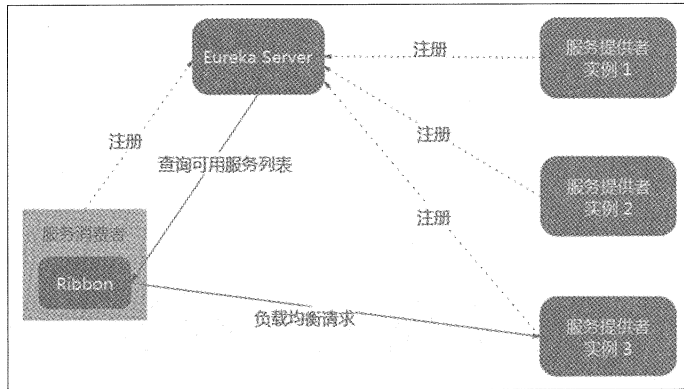 Eureka Server
注册
服务提供者
实例 1
注册
注册
查询可用服务列表
服务提供者
实例 2
注册
服务消费者
Ribbon
负载均衡请求
服务提供者
实例 3